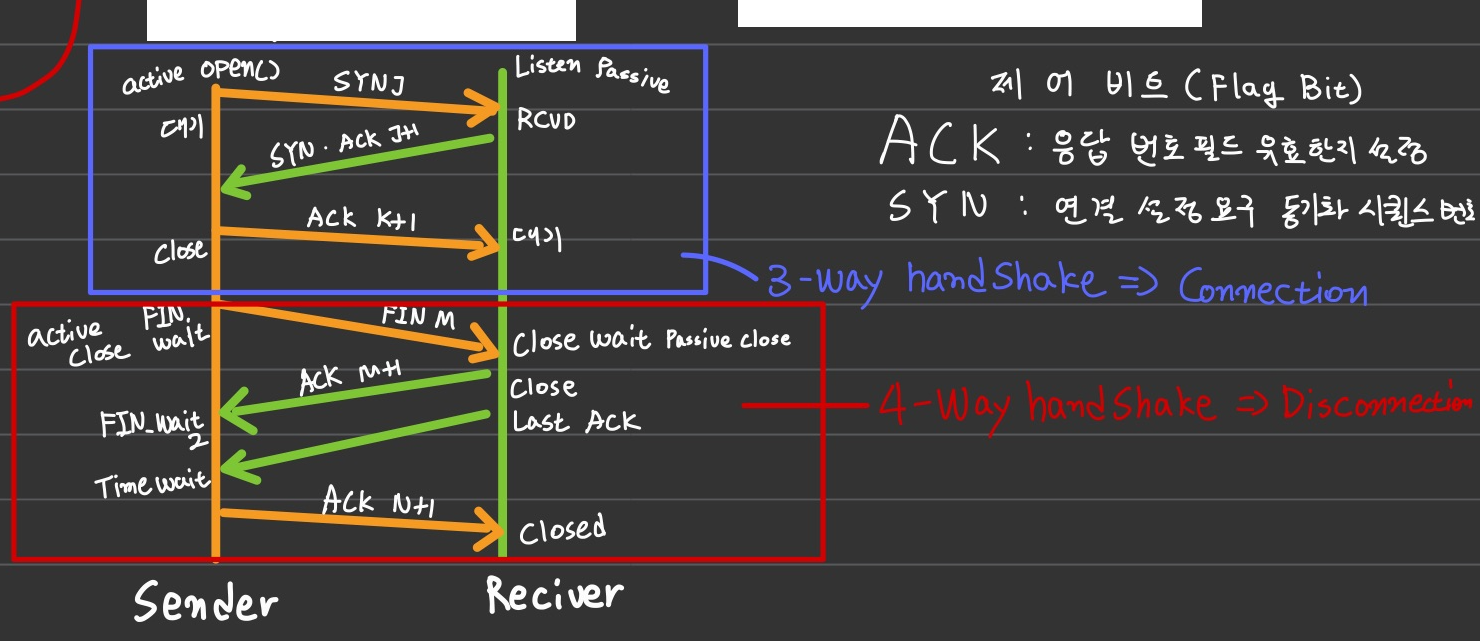 active open()
SYN J
Listen Passive
대기
RCVD
SYN · ACK J+1
ACK K+1
close
대기
제어 비트 (Flag Bit)
ACK : 응답 번호 필드 유효한지 설정
SYN : 연결 설정 요구 동기화 시퀀스 번호
3-way handShake => Connection
active close
FIN. wait
FIN M
Close wait Passive close
ACK M+1
Close
FIN_wait
2
Last ACK
Time wait
ACK N+1
Closed
4-Way handShake => Disconnection
Sender
Reciver